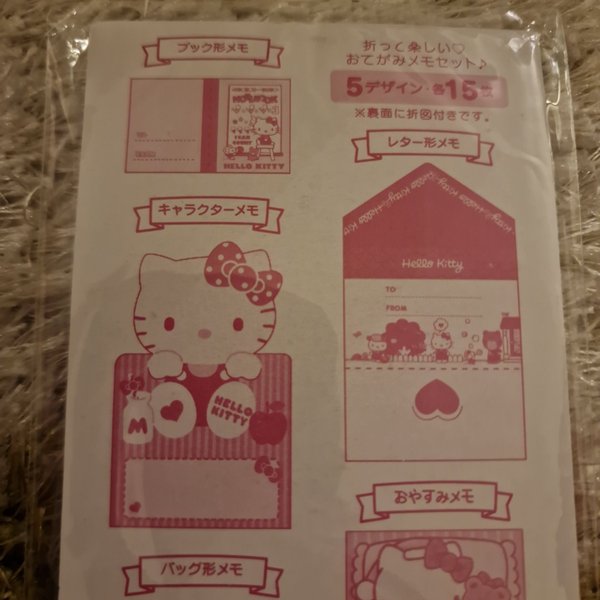 ブック形メモ
TO:
FROM:
HELLO KITTY
キャラクターメモ
M
HELLO
KITTY
バッグ形メモ
折って楽しい♡
おてがみメモセット♪
5デザイン・各15枚
※裏面に折図付きです。
レター形メモ
Hello Kitty
TO
FROM
おやすみメモ